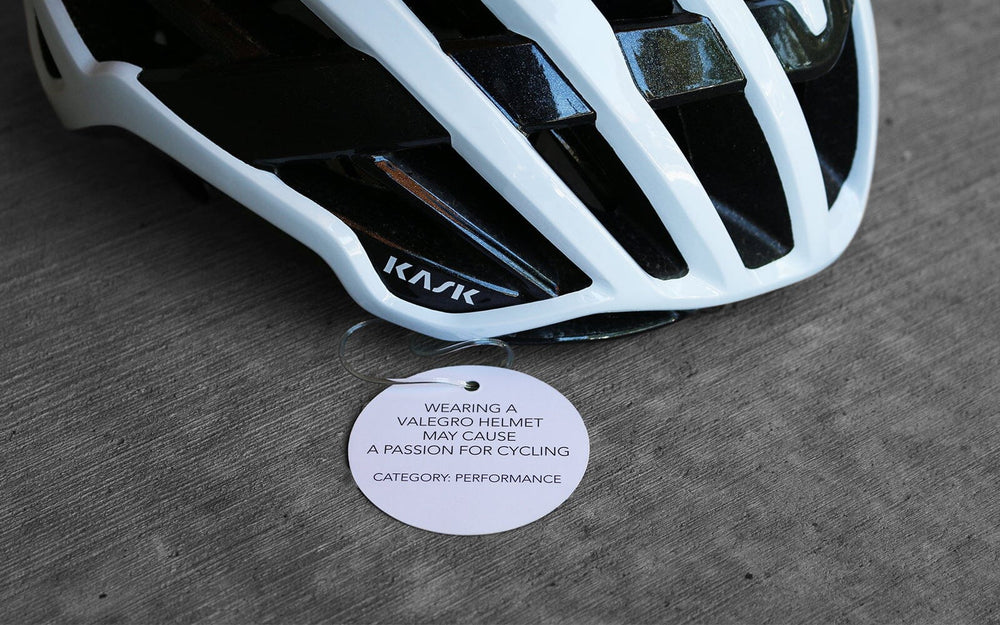 KASK
WEARING A
VALEGRO HELMET
MAY CAUSE
A PASSION FOR CYCLING
CATEGORY: PERFORMANCE